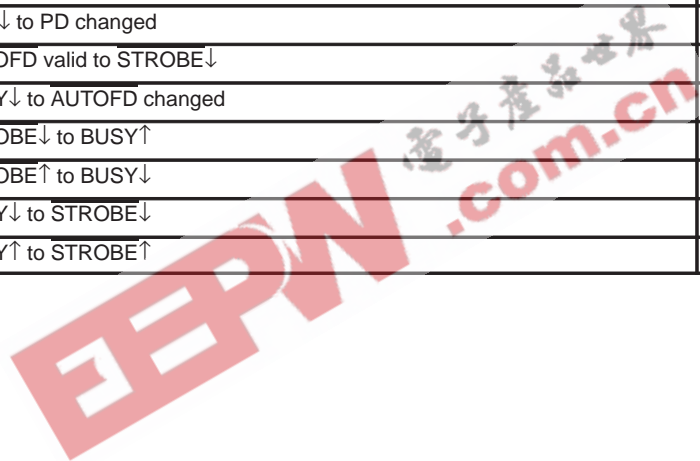 ↓ to PD changed
OFD valid to STROBE↓
Y↓ to AUTOFD changed
OBE↓ to BUSY↑
OBE↑ to BUSY↓
Y↓ to STROBE↓
Y↑ to STROBE↑
EEPW .com.cn
電子産品世界